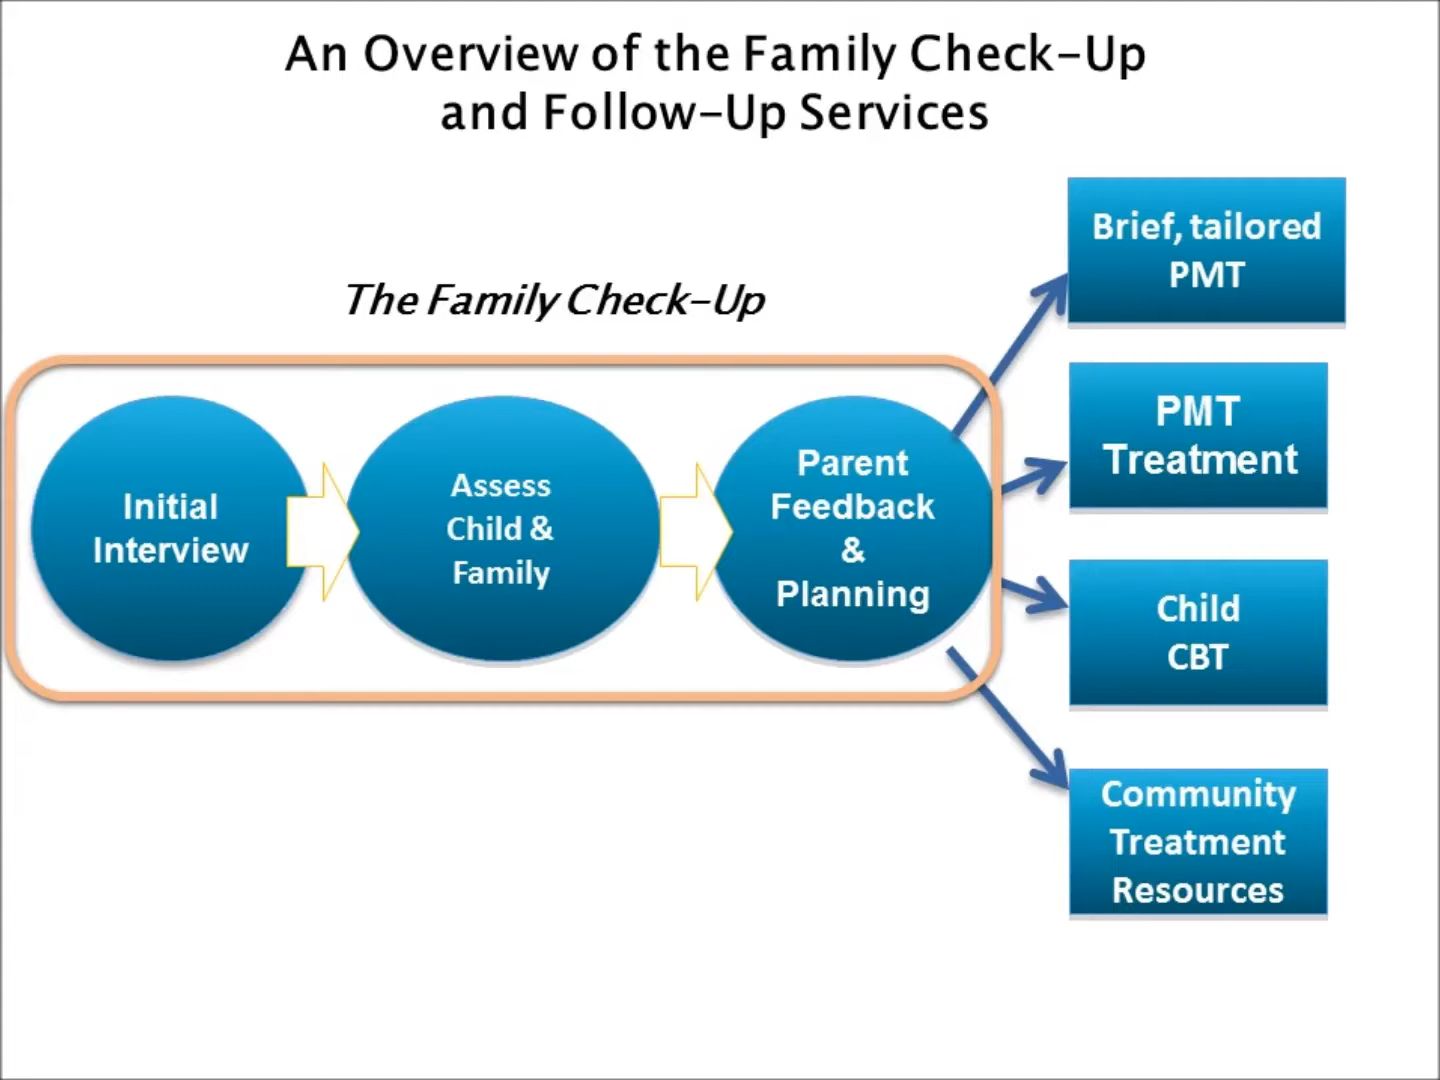 An Overview of the Family Check-Up
and Follow-Up Services
The Family Check-Up
Initial
Interview
Assess
Child &
Family
Parent
Feedback
&
Planning
Brief, tailored
PMT
PMT
Treatment
Child
CBT
Community
Treatment
Resources